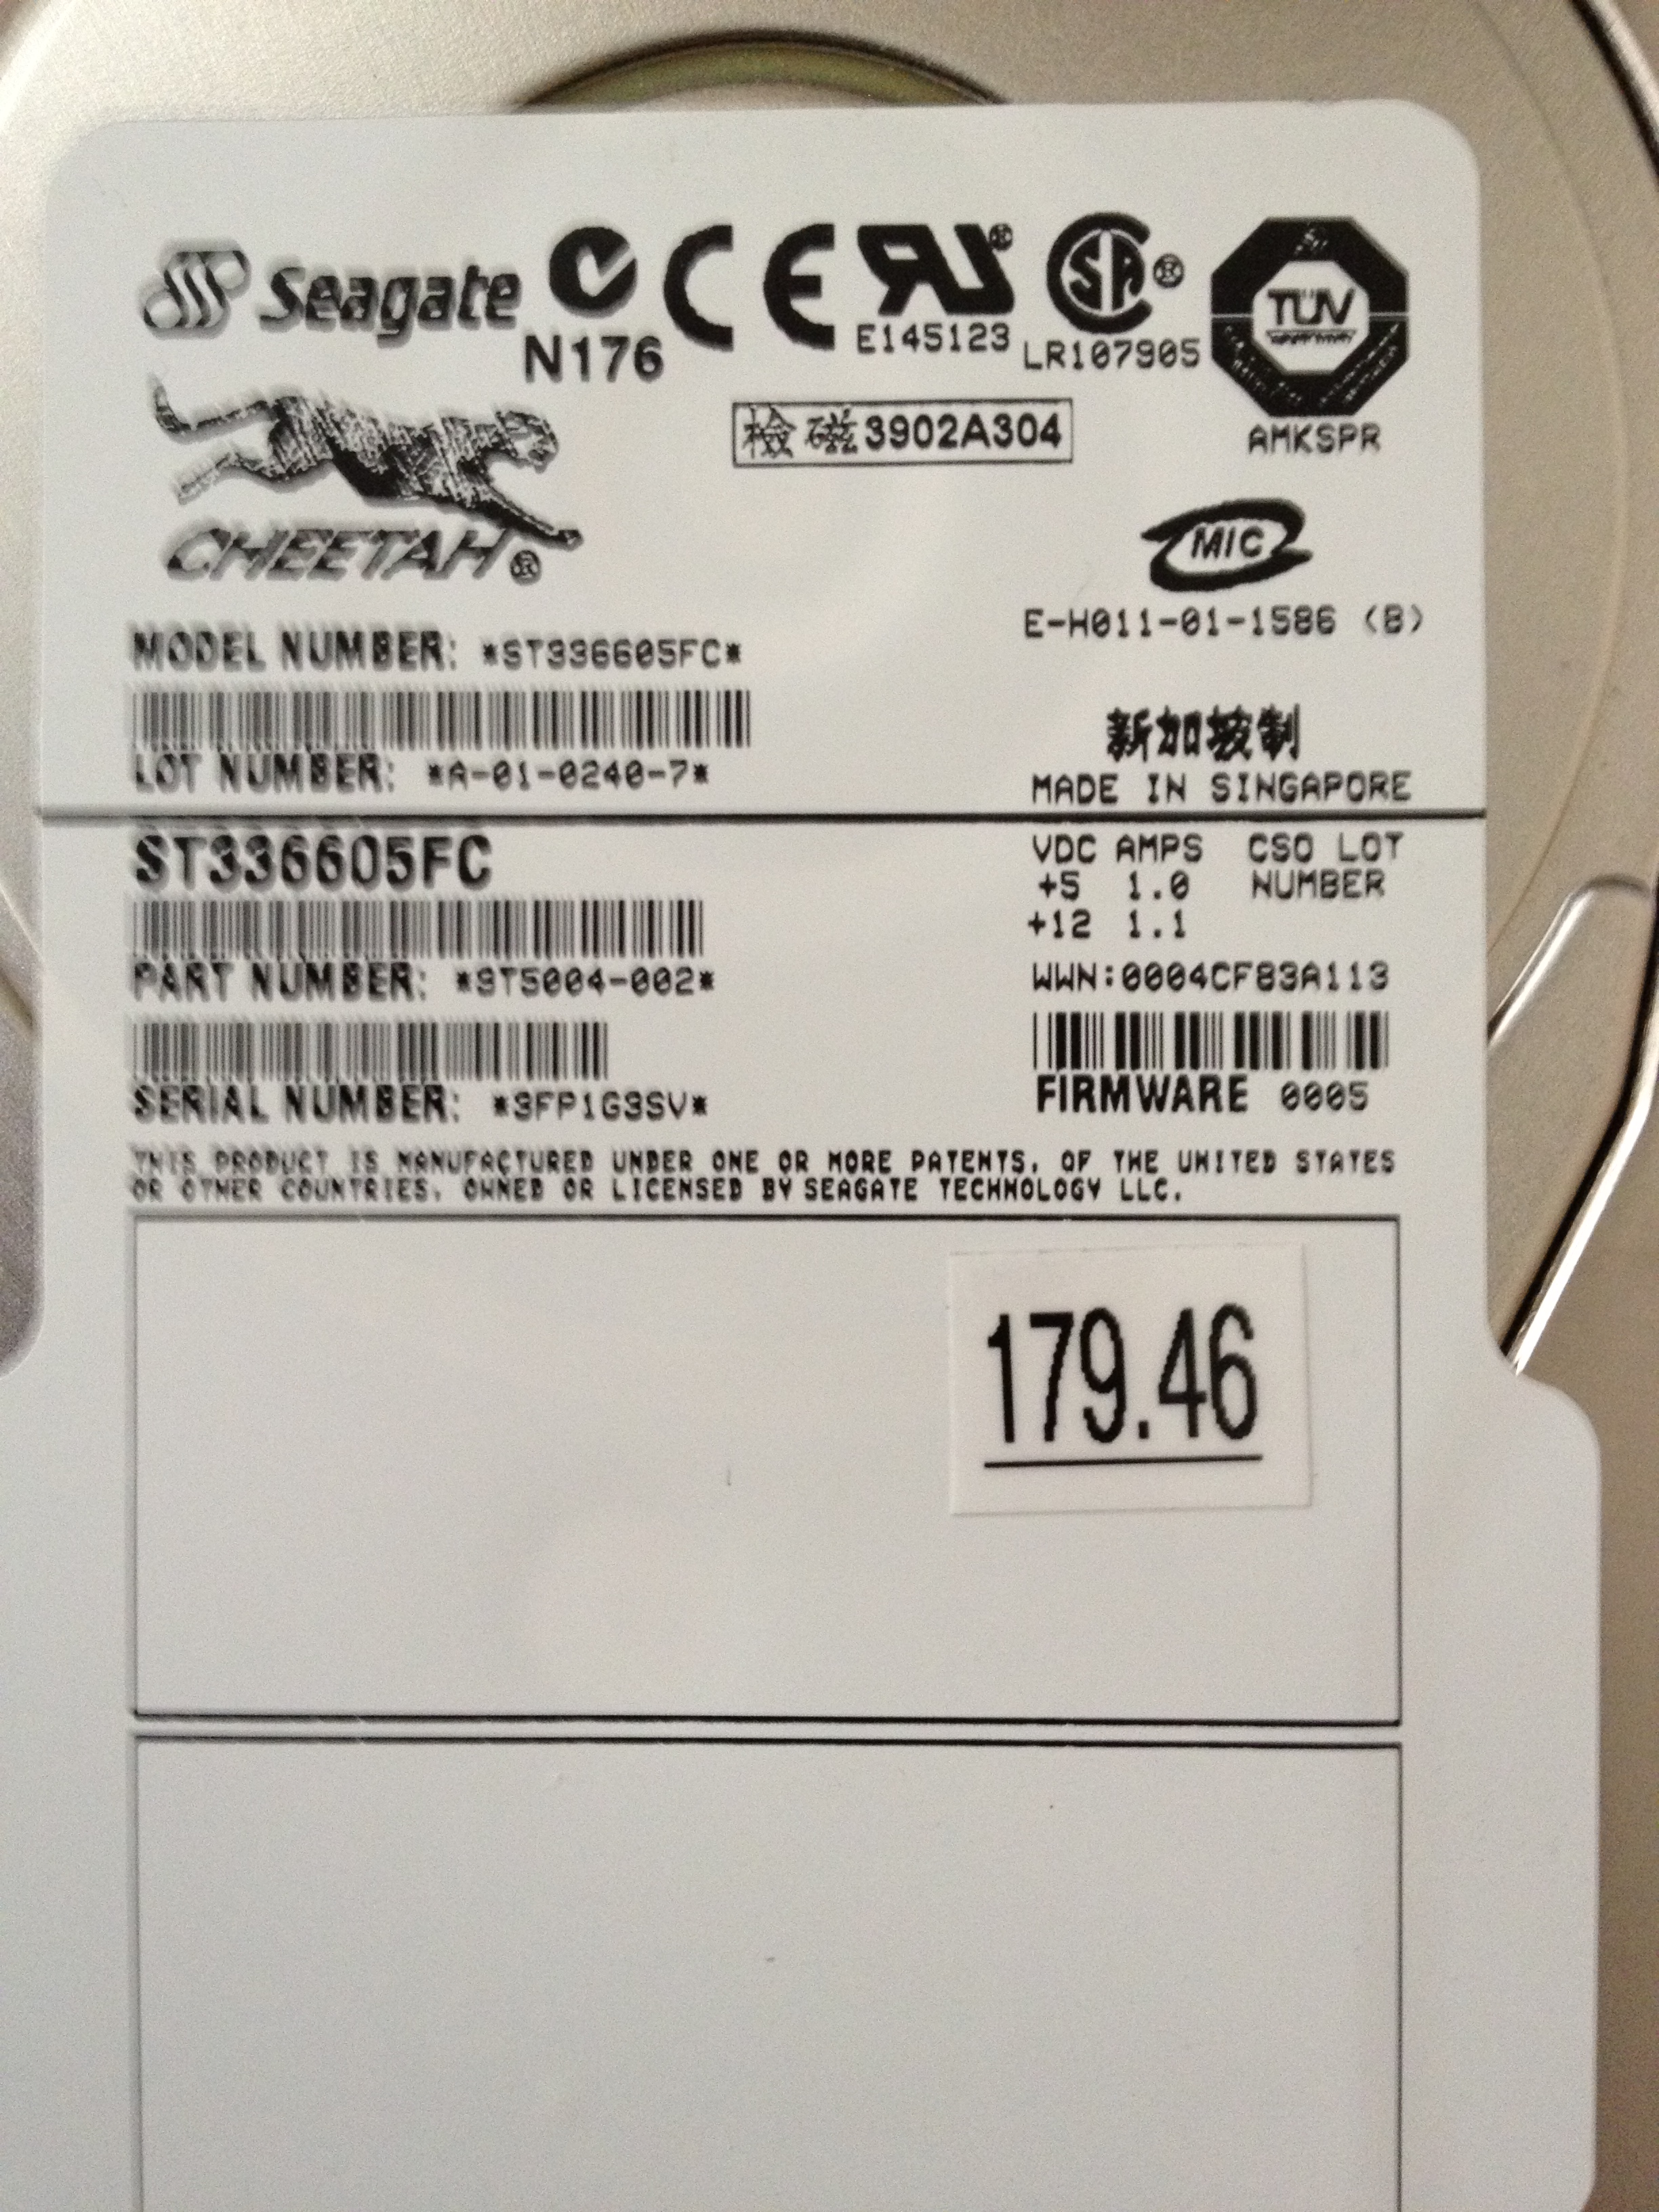 Seagate
N176
CE
E145123
LR107905
TÜV
AMKSPR
檢磁3902A304
CHEETAH®
MIC
E-H011-01-1586 (B)
MODEL NUMBER: *ST336605FC*
LOT NUMBER: *A-01-0240-7*
新加坡制
MADE IN SINGAPORE
ST336605FC
VDC AMPS CSO LOT
+5 1.0 NUMBER
+12 1.1
PART NUMBER: *9T5004-002*
WWN:0004CF83A113
SERIAL NUMBER: *3FP1G3SV*
FIRMWARE 0005
THIS PRODUCT IS MANUFACTURED UNDER ONE OR MORE PATENTS, OF THE UNITED STATES
OR OTHER COUNTRIES, OWNED OR LICENSED BY SEAGATE TECHNOLOGY LLC.
179.46